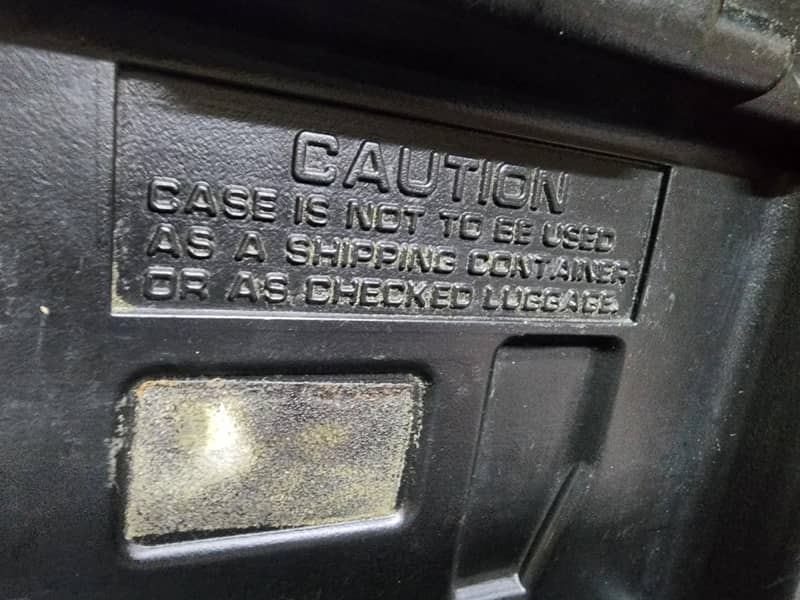 CAUTION
CASE IS NOT TO BE USED
AS A SHIPPING CONTAINER
OR AS CHECKED LUGGAGE.